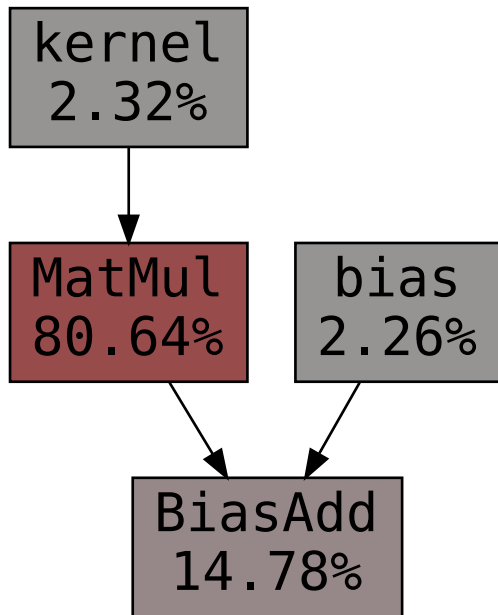 kernel
2.32%
MatMul
80.64%
bias
2.26%
BiasAdd
14.78%